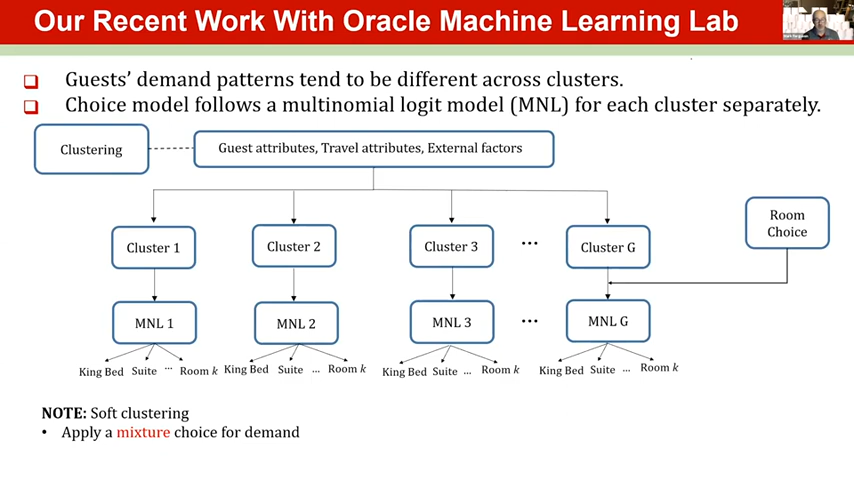 Our Recent Work With Oracle Machine Learning Lab
Guests' demand patterns tend to be different across clusters.
Choice model follows a multinomial logit model (MNL) for each cluster separately.
Clustering
Guest attributes, Travel attributes, External factors
Room
Choice
Cluster 1 Cluster 2 Cluster 3 ... Cluster G
MNL 1 MNL 2 MNL 3 ... MNL G
King Bed Suite ... Room k King Bed Suite ... Room k King Bed Suite ... Room k King Bed Suite ... Room k
NOTE: Soft clustering
• Apply a mixture choice for demand